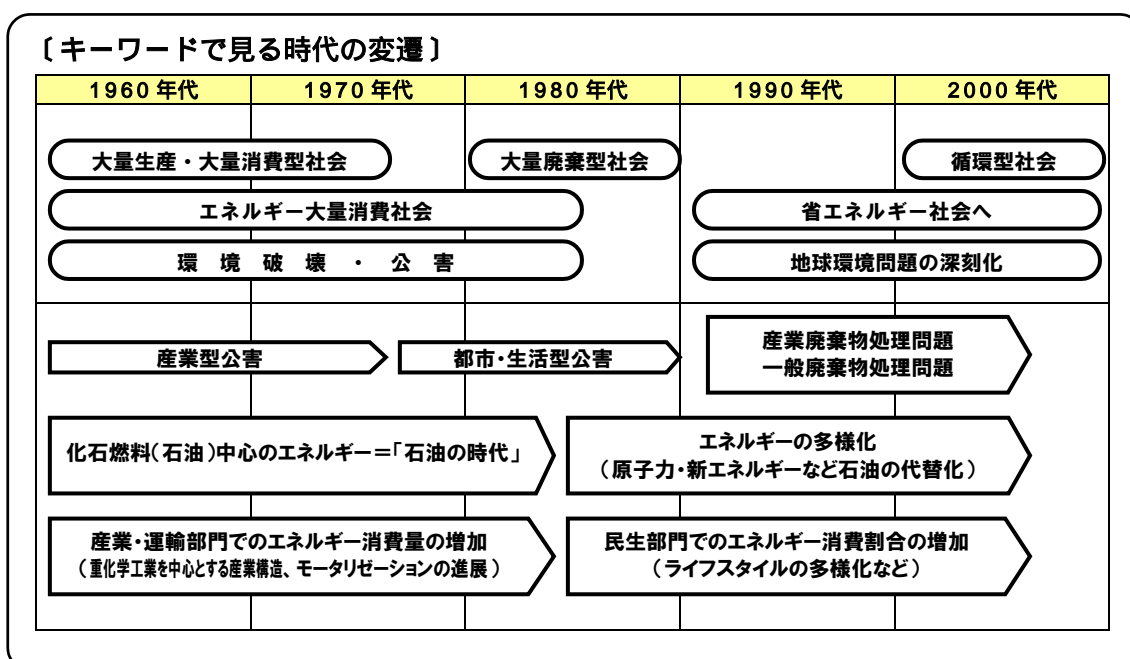 〔キーワードで見る時代の変遷〕
1960年代 1970年代 1980年代 1990年代 2000年代
大量生産・大量消費型社会 大量廃棄型社会 循環型社会
エネルギー大量消費社会 省エネルギー社会へ
環境破壊・公害 地球環境問題の深刻化
産業型公害 都市・生活型公害
産業廃棄物処理問題
一般廃棄物処理問題
化石燃料(石油)中心のエネルギー=「石油の時代」
エネルギーの多様化
(原子力・新エネルギーなど石油の代替化)
産業・運輸部門でのエネルギー消費量の増加
(重化学工業を中心とする産業構造、モータリゼーションの進展)
民生部門でのエネルギー消費割合の増加
(ライフスタイルの多様化など)